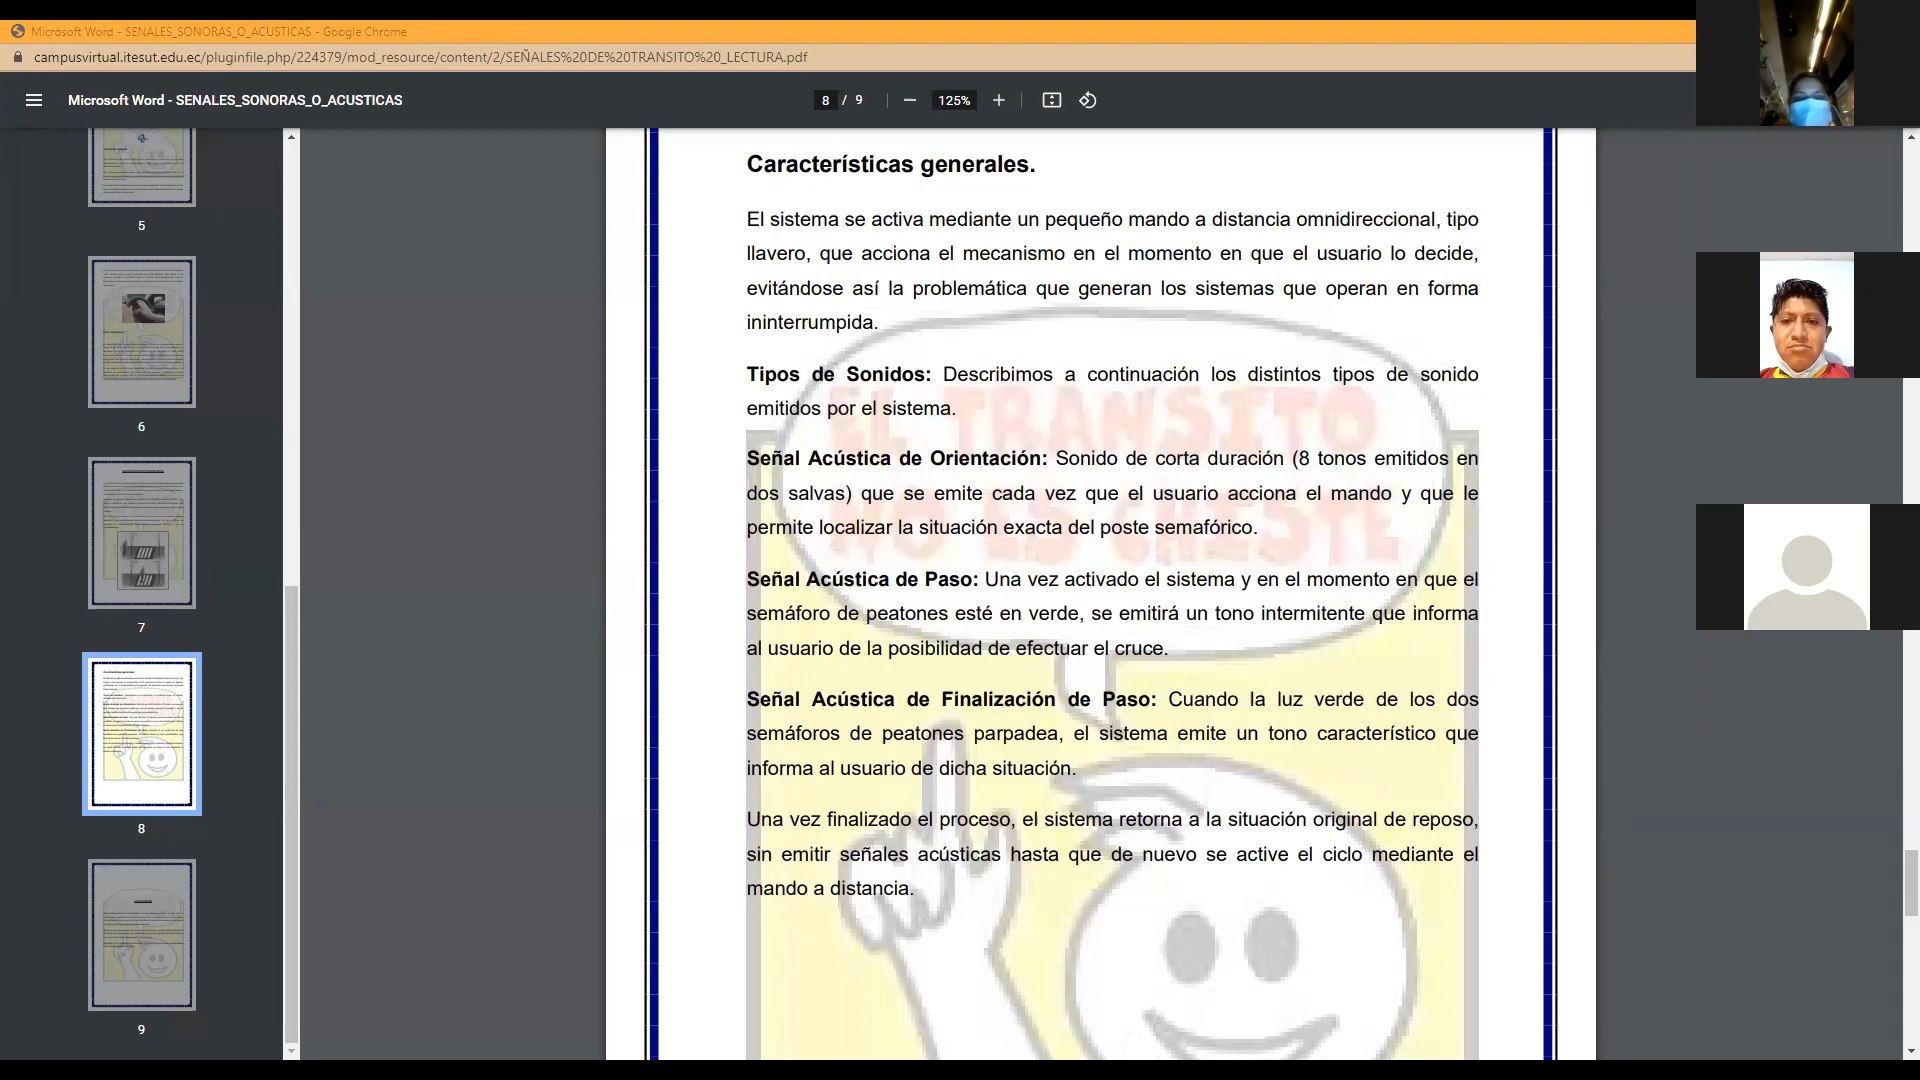 Microsoft Word - SENALES_SONORAS_O_ACUSTICAS - Google Chrome
campusvirtual.itesut.edu.ec/pluginfile.php/224379/mod_resource/content/2/SEÑALES%20DE%20TRANSITO%20_LECTURA.pdf
Microsoft Word - SENALES_SONORAS_O_ACUSTICAS
8 / 9
125%
5
6
7
8
9
Características generales.
El sistema se activa mediante un pequeño mando a distancia omnidireccional, tipo
llavero, que acciona el mecanismo en el momento en que el usuario lo decide,
evitándose así la problemática que generan los sistemas que operan en forma
ininterrumpida.
Tipos de Sonidos: Describimos a continuación los distintos tipos de sonido
emitidos por el sistema.
Señal Acústica de Orientación: Sonido de corta duración (8 tonos emitidos en
dos salvas) que se emite cada vez que el usuario acciona el mando y que le
permite localizar la situación exacta del poste semafórico.
Señal Acústica de Paso: Una vez activado el sistema y en el momento en que el
semáforo de peatones esté en verde, se emitirá un tono intermitente que informa
al usuario de la posibilidad de efectuar el cruce.
Señal Acústica de Finalización de Paso: Cuando la luz verde de los dos
semáforos de peatones parpadea, el sistema emite un tono característico que
informa al usuario de dicha situación.
Una vez finalizado el proceso, el sistema retorna a la situación original de reposo,
sin emitir señales acústicas hasta que de nuevo se active el ciclo mediante el
mando a distancia.
EL TRANSITO
NO ES CHISTE